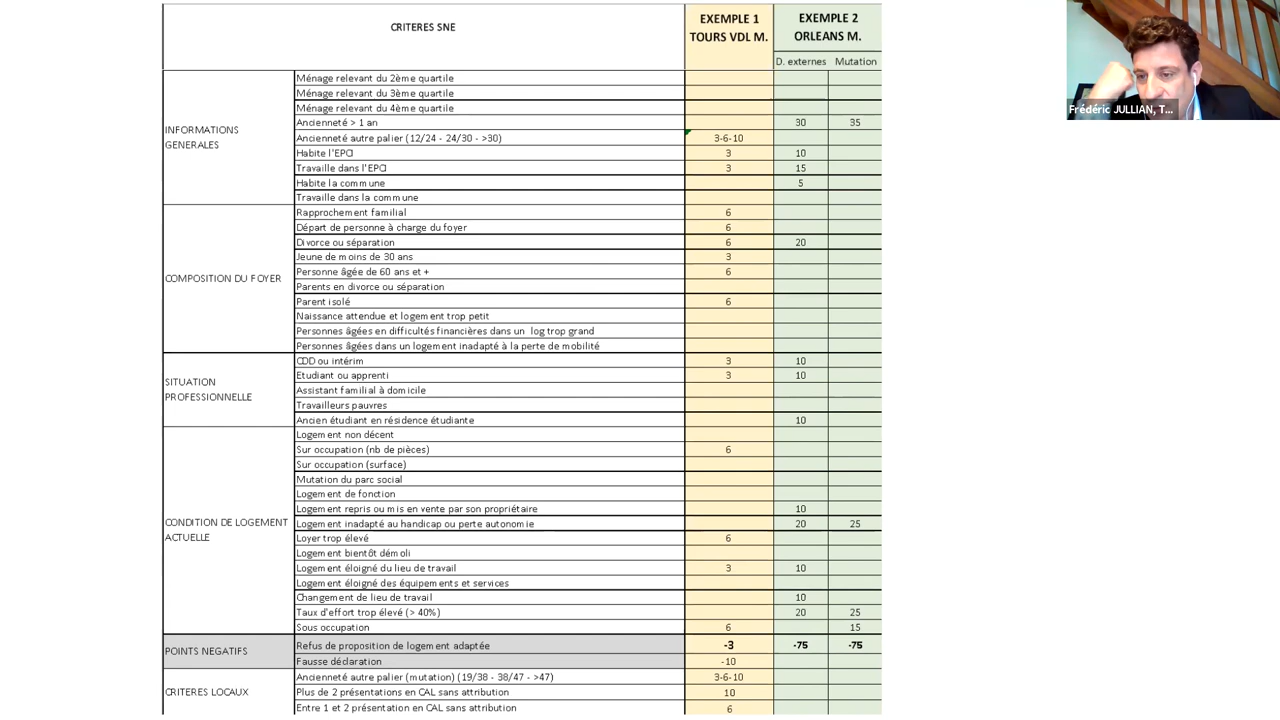 CRITERES SNE
EXEMPLE 1
TOURS VDL M.
EXEMPLE 2
ORLEANS M.
D. externes Mutation
INFORMATIONS
GENERALES
Ménage relevant du 2ème quartile
Ménage relevant du 3ème quartile
Ménage relevant du 4ème quartile
Ancienneté > 1 an 30 35
Ancienneté autre palier (12/24 - 24/30 - >30) 3-6-10
Habite l'EPCI 3 10
Travaille dans l'EPCI 3 15
Habite la commune 5
Travaille dans la commune
COMPOSITION DU FOYER
Rapprochement familial 6
Départ de personne à charge du foyer 6
Divorce ou séparation 6 20
Jeune de moins de 30 ans 3
Personne âgée de 60 ans et + 6
Parents en divorce ou séparation
Parent isolé 6
Naissance attendue et logement trop petit
Personnes âgées en difficultés financières dans un log trop grand
Personnes âgées dans un logement inadapté à la perte de mobilité
SITUATION
PROFESSIONNELLE
CDD ou intérim 3 10
Etudiant ou apprenti 3 10
Assistant familial à domicile
Travailleurs pauvres
Ancien étudiant en résidence étudiante 10
CONDITION DE LOGEMENT
ACTUELLE
Logement non décent
Sur occupation (nb de pièces) 6
Sur occupation (surface)
Mutation du parc social
Logement de fonction
Logement repris ou mis en vente par son propriétaire 10
Logement inadapté au handicap ou perte autonomie 20 25
Loyer trop élevé 6
Logement bientôt démoli
Logement éloigné du lieu de travail 3 10
Logement éloigné des équipements et services
Changement de lieu de travail 10
Taux d'effort trop élevé (> 40%) 20 25
Sous occupation 6 15
POINTS NEGATIFS
Refus de proposition de logement adaptée -3 -75 -75
Fausse déclaration -10
CRITERES LOCAUX
Ancienneté autre palier (mutation) (19/38 - 38/47 - >47) 3-6-10
Plus de 2 présentations en CAL sans attribution 10
Entre 1 et 2 présentation en CAL sans attribution 6
Frédéric JULLIAN, T...